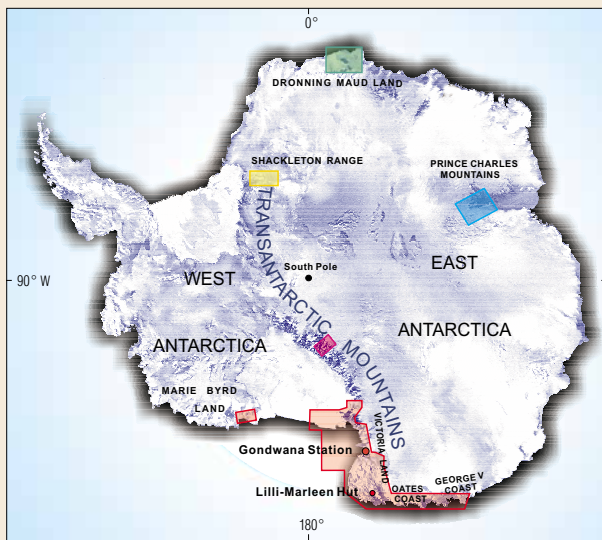 0°
DRONNING MAUD LAND
SHACKLETON RANGE
PRINCE CHARLES
MOUNTAINS
TRANSANTARCTIC MOUNTAINS
South Pole
90° W
WEST
EAST
ANTARCTICA
ANTARCTICA
MARIE BYRD
LAND
VICTORIA LAND
Gondwana Station
GEORGE V
COAST
Lilli-Marleen Hut
OATES
COAST
180°